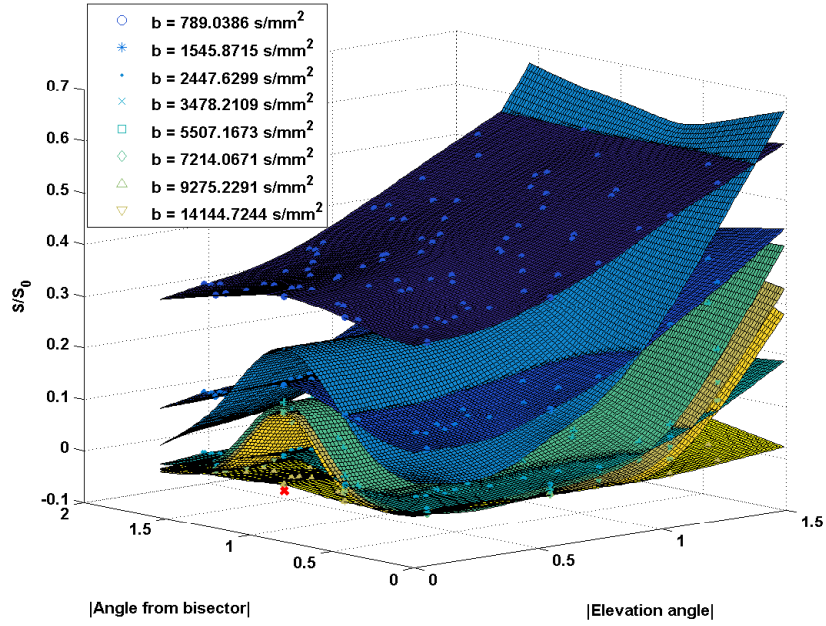 b = 789.0386 s/mm²
b = 1545.8715 s/mm²
b = 2447.6299 s/mm²
b = 3478.2109 s/mm²
b = 5507.1673 s/mm²
b = 7214.0671 s/mm²
b = 9275.2291 s/mm²
b = 14144.7244 s/mm²
0.7
0.6
0.5
0.4
0.3
0.2
0.1
0
-0.1
S/S₀
2
1.5
1
0.5
0
0
0.5
1
1.5
|Angle from bisector|
|Elevation angle|